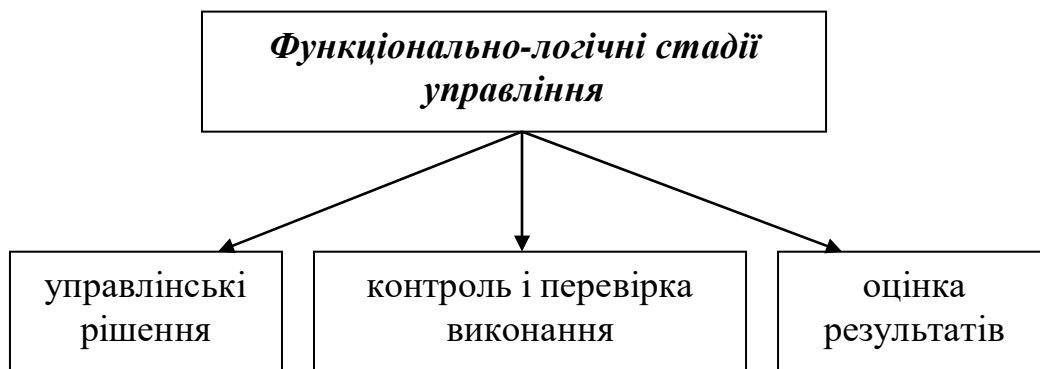 Функціонально-логічні стадії
управління
управлінські
рішення
контроль і перевірка
виконання
оцінка
результатів